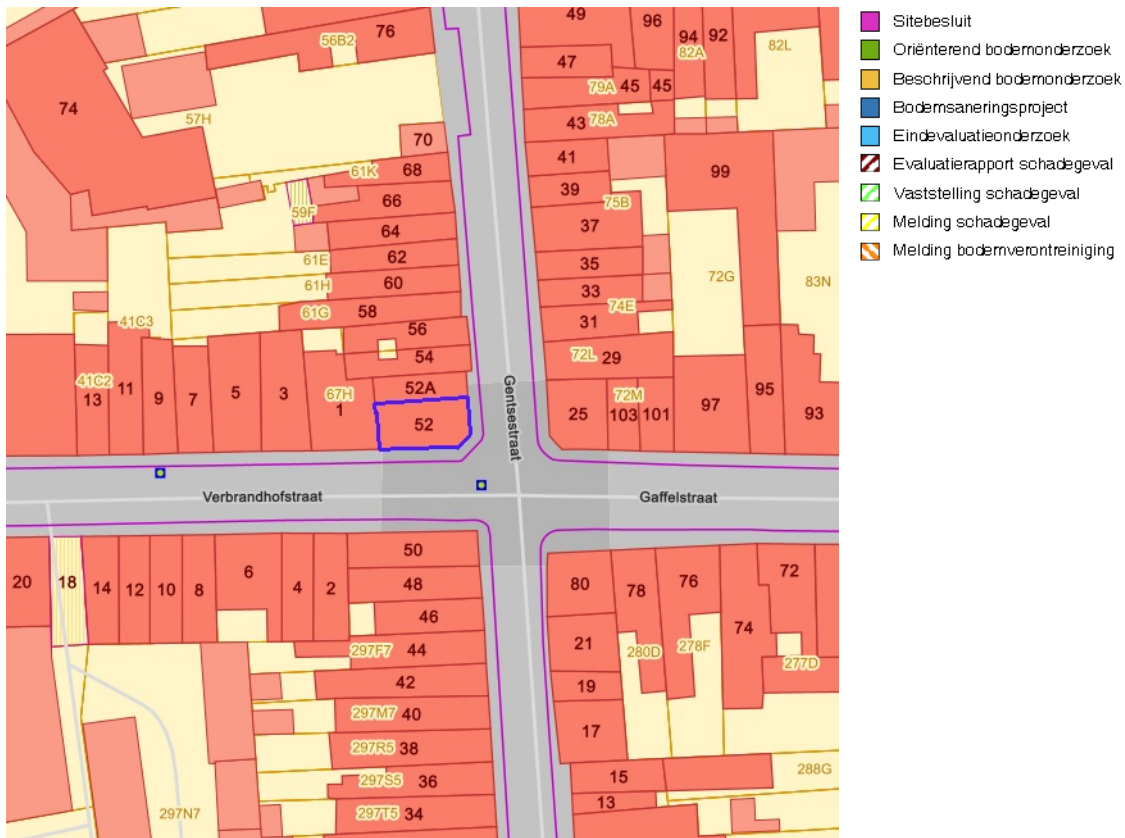 49 96 94 92 82L
76 56B2 82A
47
79A 45 45
74 57H 43 78A
70
41 99
61K 68
39
59F 66 75B
37
64
61E 62
35 72G 83N
61H 60
33
74E
61G 58
31
41C3 56
54 72L 29
41C2 52A 72M
13 11 9 7 5 3 67H 1 52 25 103 101 97 95 93
Gentsestraat
Verbrandhofstraat Gaffelstraat
20 18 14 12 10 8 6 4 2 50 80 78 76 72
48
46 74
44 21 280D 278F 277D
297F7
42 19
297M7 40 17
297R5 38
15 288G
297S5 36
13
297N7 297T5 34
Sitebesluit
Oriënterend bodemonderzoek
Beschrijvend bodemonderzoek
Bodemsaneringsproject
Eindevaluatieonderzoek
Evaluatierapport schadegeval
Vaststelling schadegeval
Melding schadegeval
Melding bodemverontreiniging